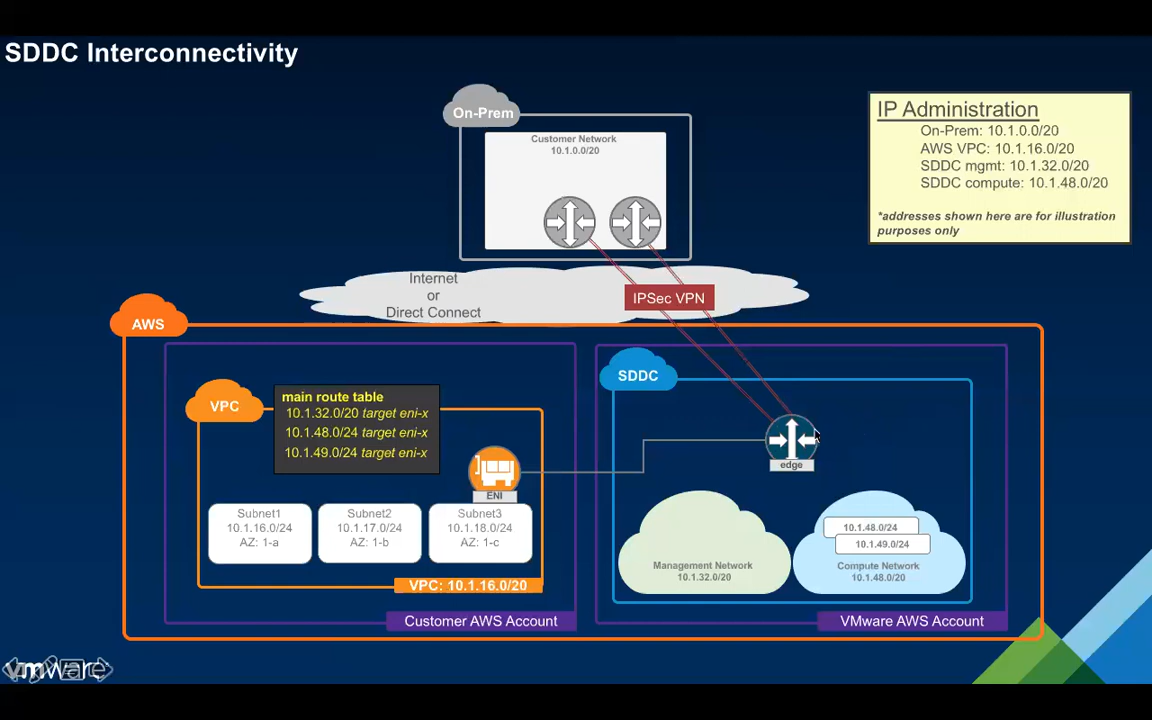 SDDC Interconnectivity
On-Prem
Customer Network
10.1.0.0/20
IP Administration
On-Prem: 10.1.0.0/20
AWS VPC: 10.1.16.0/20
SDDC mgmt: 10.1.32.0/20
SDDC compute: 10.1.48.0/20
*addresses shown here are for illustration
purposes only
Internet
or
Direct Connect
IPSec VPN
AWS
SDDC
VPC
main route table
10.1.32.0/20 target eni-x
10.1.48.0/24 target eni-x
10.1.49.0/24 target eni-x
edge
ENI
Subnet1
10.1.16.0/24
AZ: 1-a
Subnet2
10.1.17.0/24
AZ: 1-b
Subnet3
10.1.18.0/24
AZ: 1-c
10.1.48.0/24
10.1.49.0/24
Management Network
10.1.32.0/20
Compute Network
10.1.48.0/20
VPC: 10.1.16.0/20
Customer AWS Account
VMware AWS Account
vmware